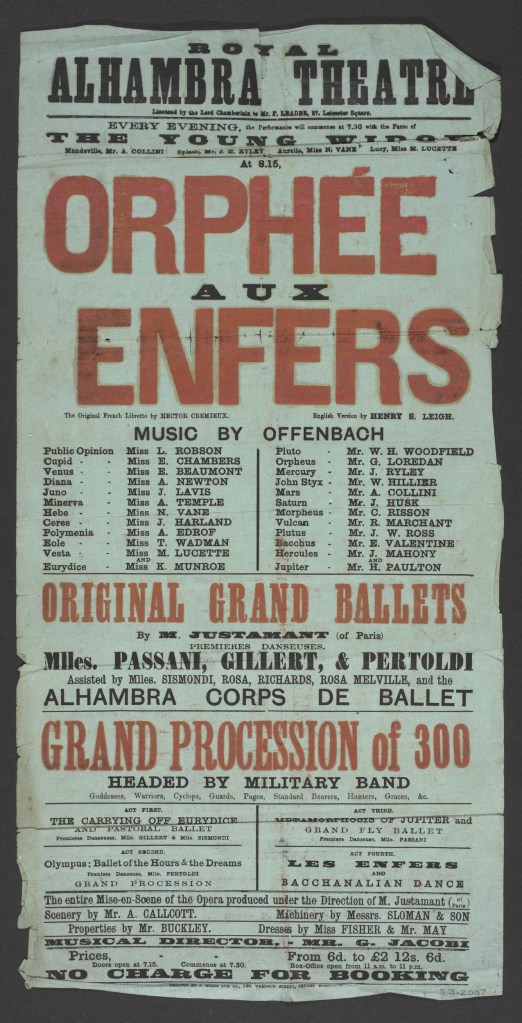 ROYAL
ALHAMBRA THEATRE
Licensed by the Lord Chamberlain to Mr. F. LEADER, 27, Leicester Square.
EVERY EVENING, the Performance will commence at 7.30 with the Farce of
THE YOUNG WIDOW
Mandeville, Mr. A. COLLINI Splash, Mr. J. H. RYLEY Aurelia, Miss N. VANE Lucy, Miss M. LUCETTE
At 8.15,
ORPHÉE
AUX
ENFERS
The Original French Libretto by HECTOR CREMIEUX. English Version by HENRY S. LEIGH.
MUSIC BY OFFENBACH
Public Opinion Miss L. ROBSON
Cupid - - Miss E. CHAMBERS
Venus - - Miss E. BEAUMONT
Diana - - Miss A. NEWTON
Juno - - Miss J. LAVIS
Minerva - Miss A. TEMPLE
Hebe - - Miss N. VANE
Ceres - - Miss J. HARLAND
Polymenia - Miss A. EDROF
Eole - - Miss T. WADMAN
Vesta - - Miss M. LUCETTE
AND
Eurydice - Miss K. MUNROE
Pluto - Mr. W. H. WOODFIELD
Orpheus - Mr. G. LOREDAN
Mercury - Mr. J. RYLEY
John Styx - Mr. W. HILLIER
Mars - Mr. A. COLLINI
Saturn - Mr. J. HUSK
Morpheus - Mr. C. RISSON
Vulcan - Mr. R. MARCHANT
Plutus - Mr. J. W. ROSS
Bacchus - Mr. E. VALENTINE
Hercules - Mr. J. MAHONY
AND
Jupiter - Mr. H. PAULTON
ORIGINAL GRAND BALLETS
By M. JUSTAMANT (of Paris)
PREMIERES DANSEUSES.
Mlles. PASSANI, GILLERT, & PERTOLDI
Assisted by Mlles. SISMONDI, ROSA, RICHARDS, ROSA MELVILLE, and the
ALHAMBRA CORPS DE BALLET
GRAND PROCESSION of 300
HEADED BY MILITARY BAND
Goddesses, Warriors, Cyclops, Guards, Pages, Standard Bearers, Hunters, Graces, &c.
ACT FIRST.
THE CARRYING OFF EURYDICE
AND PASTORAL BALLET
Premieres Danseuses, Mlle. GILLERT & Mlle. SISMONDI
ACT SECOND.
Olympus; Ballet of the Hours & the Dreams
Premiere Danseuse, Mlle. PERTOLDI
GRAND PROCESSION
ACT THIRD.
METAMORPHOSIS OF JUPITER and
GRAND FLY BALLET
Premiere Danseuse, Mlle. PASSANI
ACT FOURTH.
LES ENFERS
AND
BACCHANALIAN DANCE
The entire Mise-en-Scene of the Opera produced under the Direction of M. Justamant (of Paris)
Scenery by Mr. A. CALLCOTT. Machinery by Messrs. SLOMAN & SON
Properties by Mr. BUCKLEY. Dresses by Miss FISHER & Mr. MAY
MUSICAL DIRECTOR, - MR. G. JACOBI
Prices, - From 6d. to £2 12s. 6d.
Doors open at 7.15. Commence at 7.30. Box-Office open from 11 a.m. to 11 p.m.
NO CHARGE FOR BOOKING